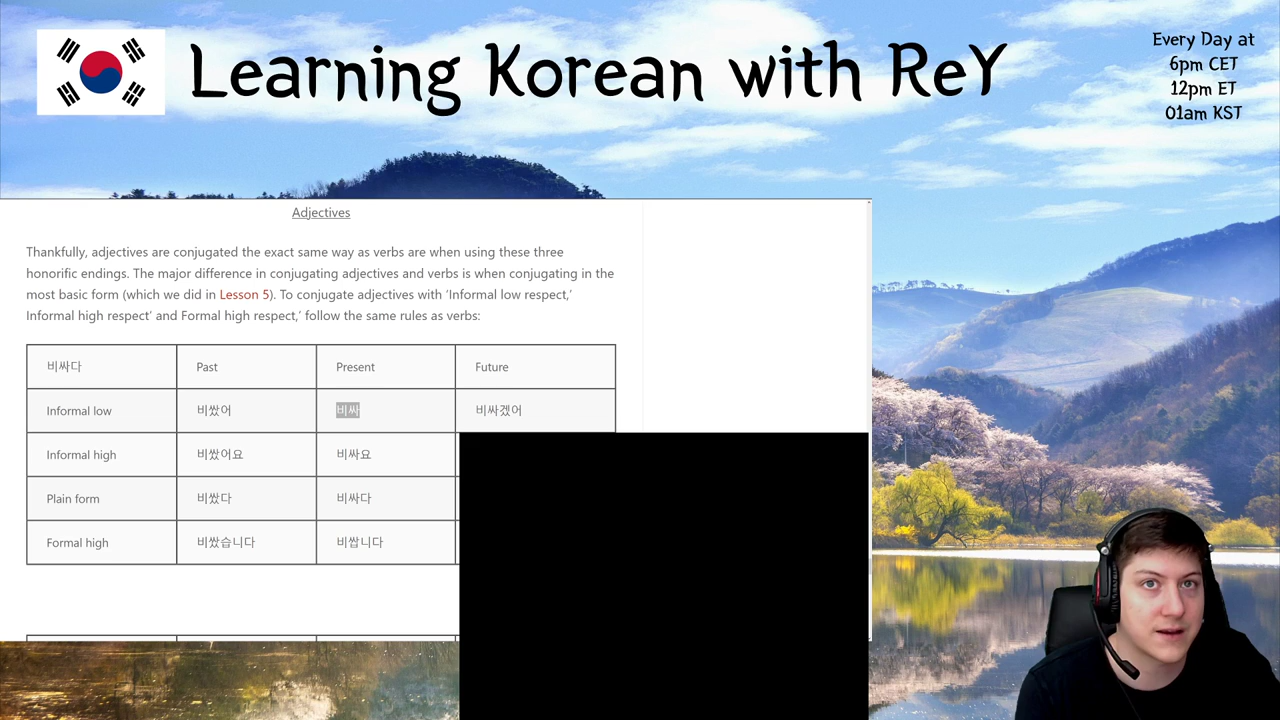 Learning Korean with ReY
Every Day at
6pm CET
12pm ET
01am KST
Adjectives
Thankfully, adjectives are conjugated the exact same way as verbs are when using these three
honorific endings. The major difference in conjugating adjectives and verbs is when conjugating in the
most basic form (which we did in Lesson 5). To conjugate adjectives with ‘Informal low respect,’
Informal high respect’ and Formal high respect,’ follow the same rules as verbs:
비싸다 Past Present Future
Informal low 비쌌어 비싸 비싸겠어
Informal high 비쌌어요 비싸요
Plain form 비쌌다 비싸다
Formal high 비쌌습니다 비쌉니다